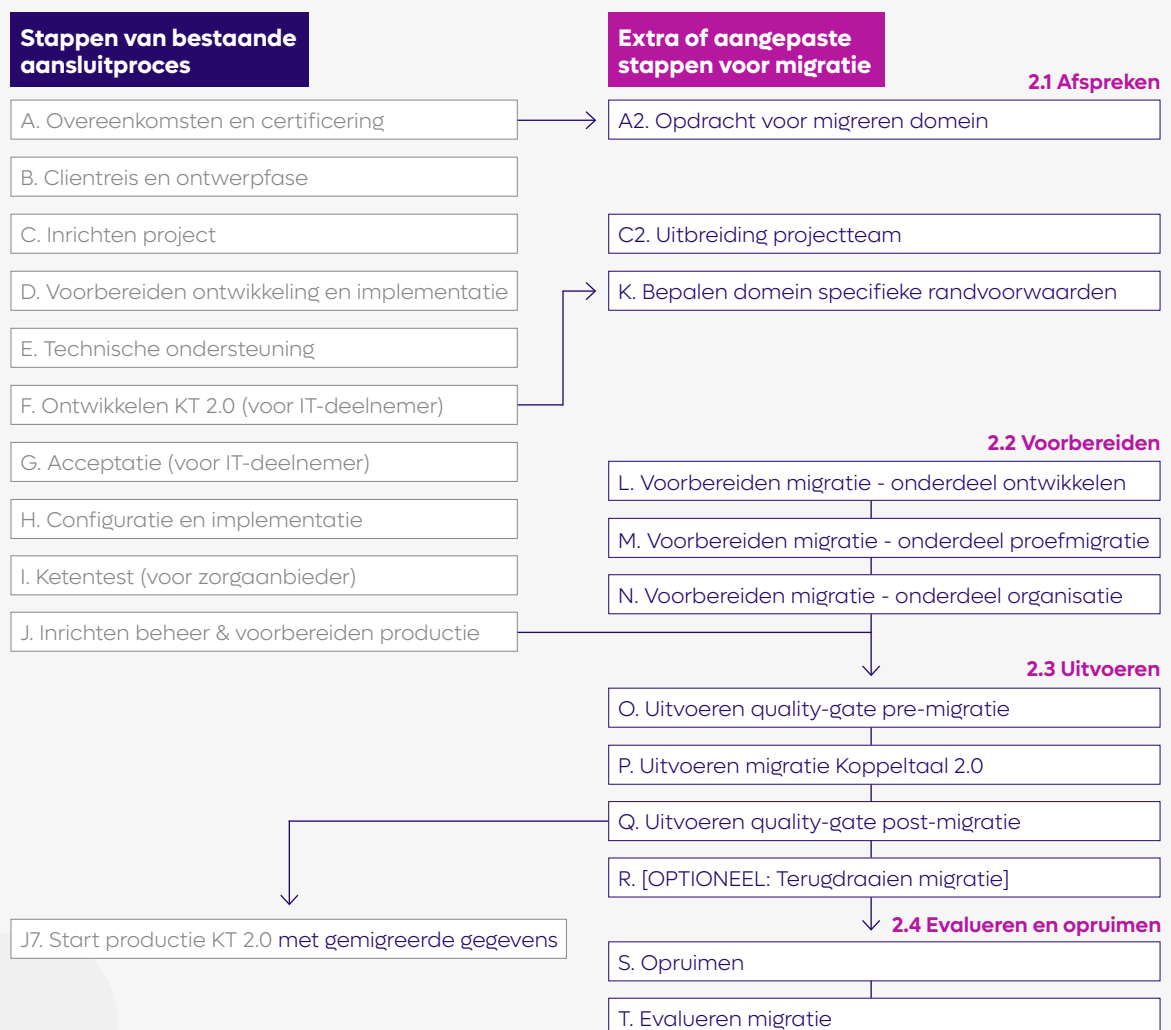 Stappen van bestaande
aansluitproces
A. Overeenkomsten en certificering
B. Clientreis en ontwerpfase
C. Inrichten project
D. Voorbereiden ontwikkeling en implementatie
E. Technische ondersteuning
F. Ontwikkelen KT 2.0 (voor IT-deelnemer)
G. Acceptatie (voor IT-deelnemer)
H. Configuratie en implementatie
I. Ketentest (voor zorgaanbieder)
J. Inrichten beheer & voorbereiden productie
J7. Start productie KT 2.0 met gemigreerde gegevens
Extra of aangepaste
stappen voor migratie
2.1 Afspreken
A2. Opdracht voor migreren domein
C2. Uitbreiding projectteam
K. Bepalen domein specifieke randvoorwaarden
2.2 Voorbereiden
L. Voorbereiden migratie - onderdeel ontwikkelen
M. Voorbereiden migratie - onderdeel proefmigratie
N. Voorbereiden migratie - onderdeel organisatie
2.3 Uitvoeren
O. Uitvoeren quality-gate pre-migratie
P. Uitvoeren migratie Koppeltaal 2.0
Q. Uitvoeren quality-gate post-migratie
R. [OPTIONEEL: Terugdraaien migratie]
2.4 Evalueren en opruimen
S. Opruimen
T. Evalueren migratie